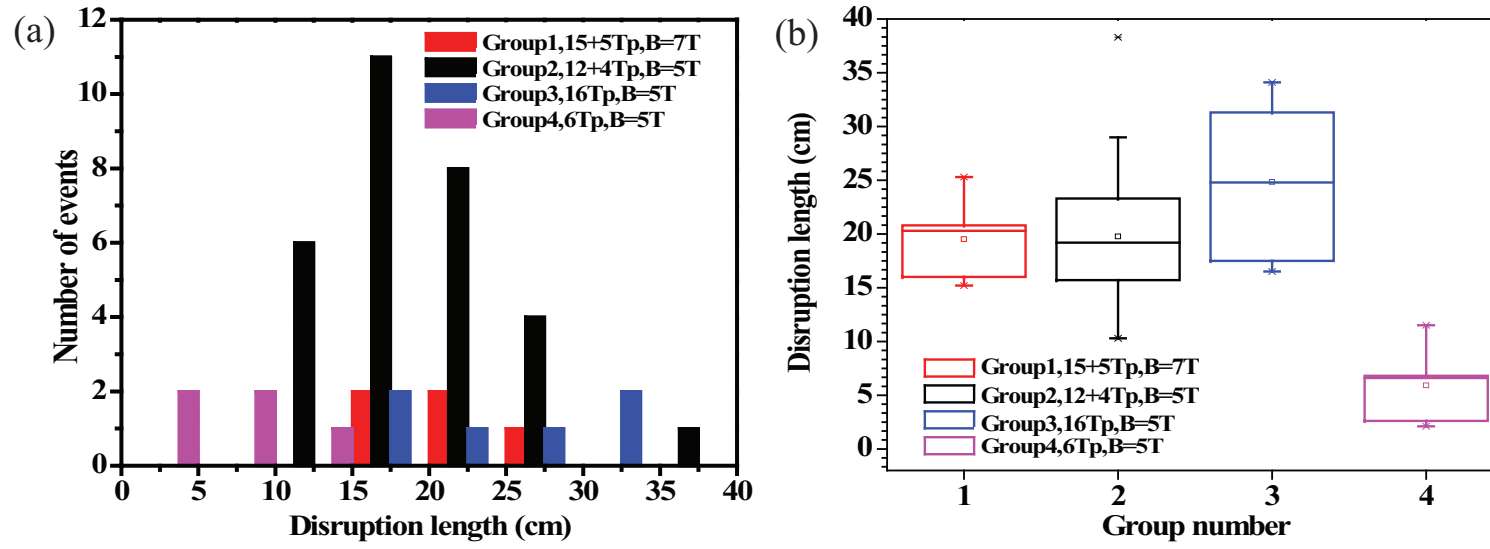 (a)
12
10
8
6
4
2
0
Number of events
Group1,15+5Tp,B=7T
Group2,12+4Tp,B=5T
Group3,16Tp,B=5T
Group4,6Tp,B=5T
0 5 10 15 20 25 30 35 40
Disruption length (cm)
(b)
40
35
30
25
20
15
10
5
0
Disruption length (cm)
Group1,15+5Tp,B=7T
Group2,12+4Tp,B=5T
Group3,16Tp,B=5T
Group4,6Tp,B=5T
1 2 3 4
Group number